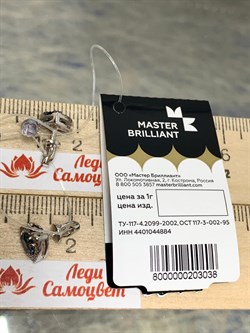 MASTER
BRILLIANT
ООО «Мастер Бриллиант»
Ул. Локомотивная, 2, г. Кострома, Россия
8 800 505 3857 masterbrilliant.com
цена за 1г
цена изд.
ТУ-117-4.2099-2002, ОСТ 117-3-002-95
ИНН 4401044884
8000000203038
Леди
Самоцвет
Леди
Самоцвет